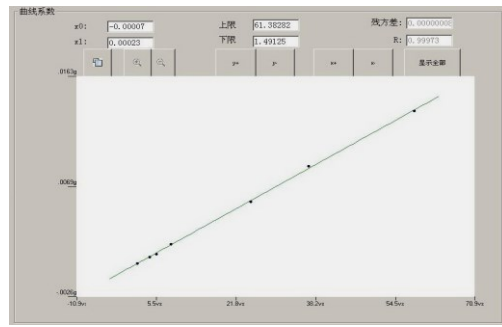 曲线系数
x0: -0.00007 上限 61.38282 残方差: 0.00000002
x1: 0.00023 下限 1.49125 R: 0.99973
y+ y- x+ x- 显示全部
.0163g
.0069g
-.0026g
-10.9vs 5.5vs 21.8vs 38.2vs 54.5vs 70.9vs